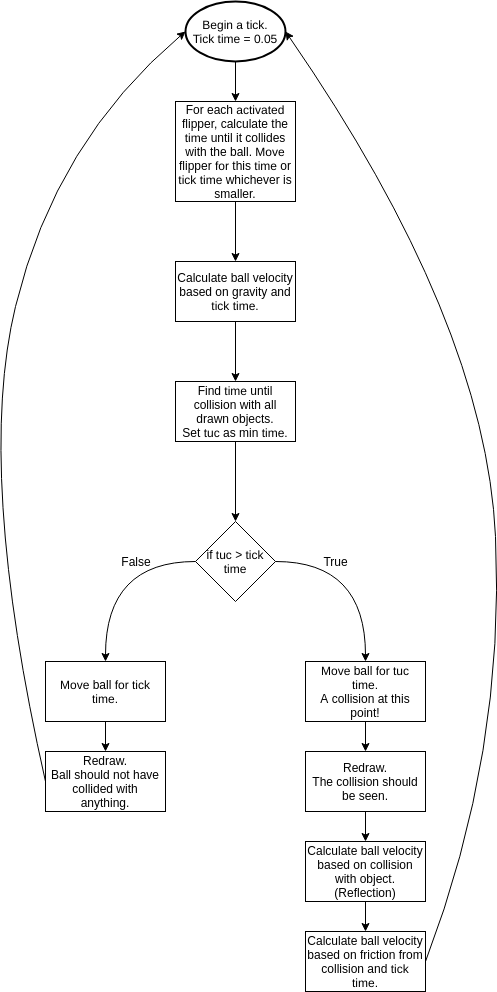 Begin a tick.
Tick time = 0.05
For each activated
flipper, calculate the
time until it collides
with the ball. Move
flipper for this time or
tick time whichever is
smaller.
Calculate ball velocity
based on gravity and
tick time.
Find time until
collision with all
drawn objects.
Set tuc as min time.
if tuc > tick
time
False
True
Move ball for tick
time.
Redraw.
Ball should not have
collided with
anything.
Move ball for tuc
time.
A collision at this
point!
Redraw.
The collision should
be seen.
Calculate ball velocity
based on collision
with object.
(Reflection)
Calculate ball velocity
based on friction from
collision and tick
time.